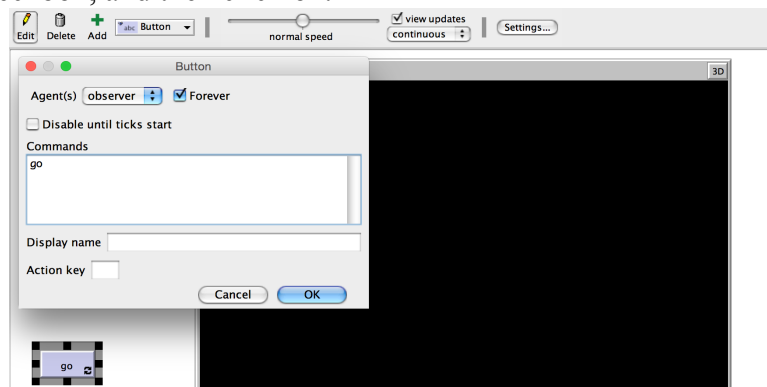 Edit Delete Add abc Button normal speed view updates continuous Settings...
Button
3D
Agent(s) observer Forever
Disable until ticks start
Commands
go
Display name
Action key
Cancel OK
go